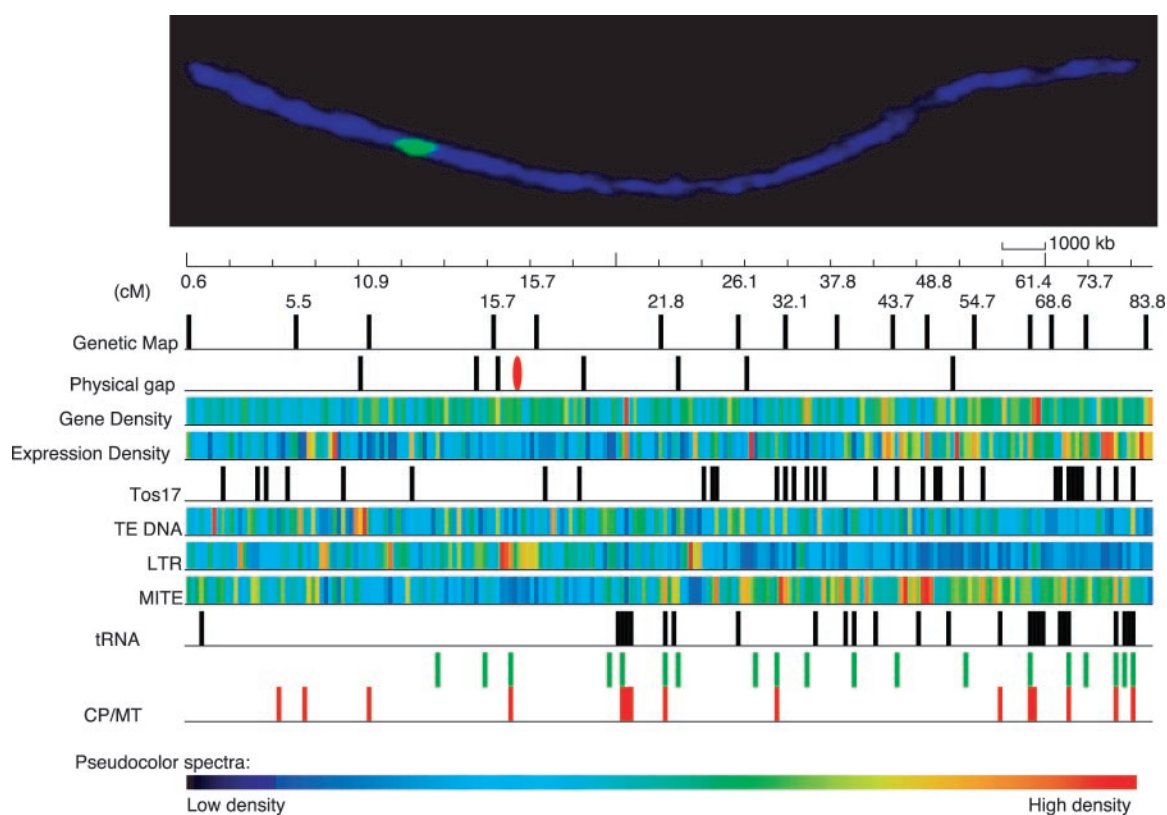 1000 kb
0.6 10.9 15.7 26.1 37.8 48.8 61.4 73.7
(cM) 5.5 15.7 21.8 32.1 43.7 54.7 68.6 83.8
Genetic Map
Physical gap
Gene Density
Expression Density
Tos17
TE DNA
LTR
MITE
tRNA
CP/MT
Pseudocolor spectra:
Low density High density